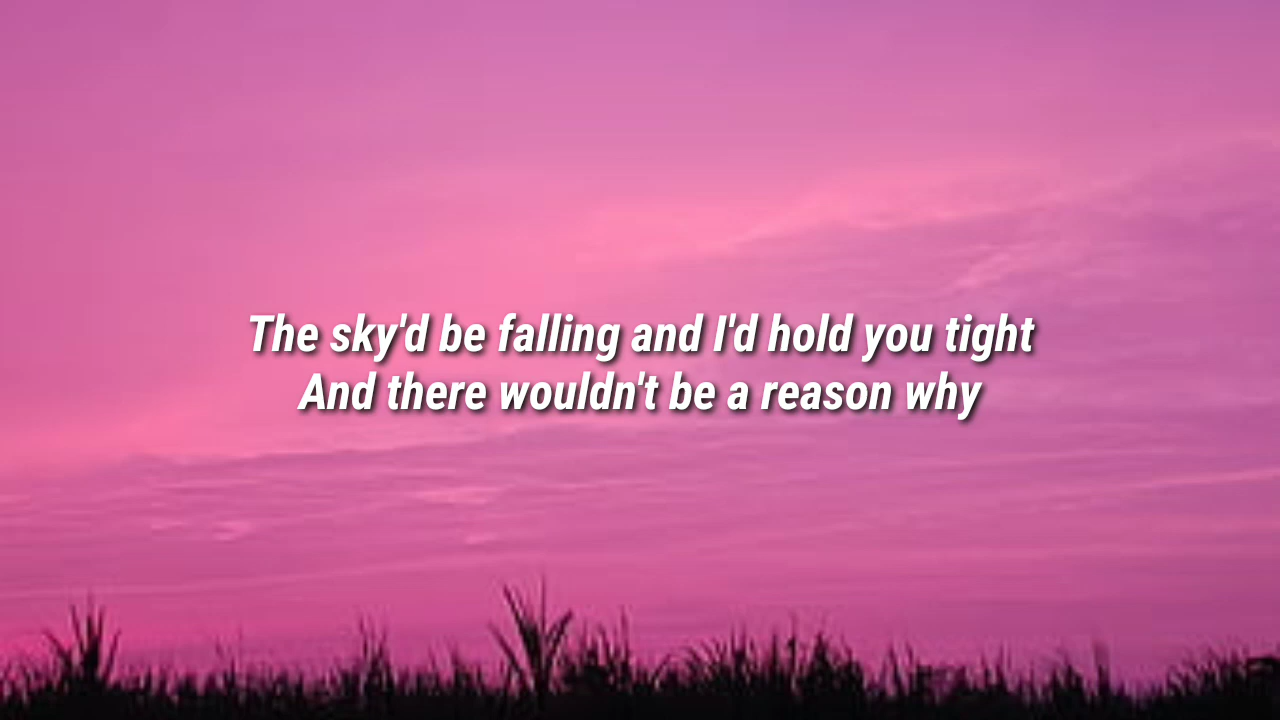 The sky'd be falling and I'd hold you tight
And there wouldn't be a reason why